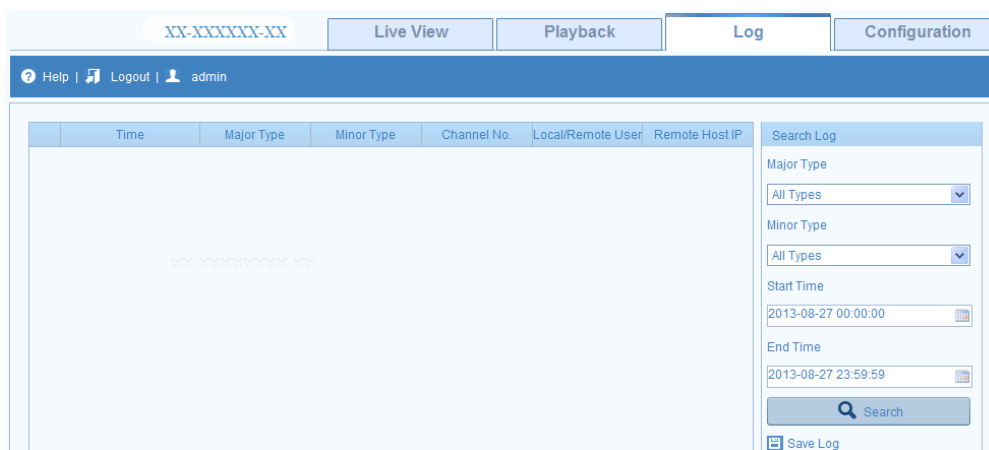 XX-XXXXXX-XX
Live View
Playback
Log
Configuration
Help | Logout | admin
Time
Major Type
Minor Type
Channel No.
Local/Remote User
Remote Host IP
Search Log
Major Type
All Types
Minor Type
All Types
Start Time
2013-08-27 00:00:00
End Time
2013-08-27 23:59:59
Search
Save Log